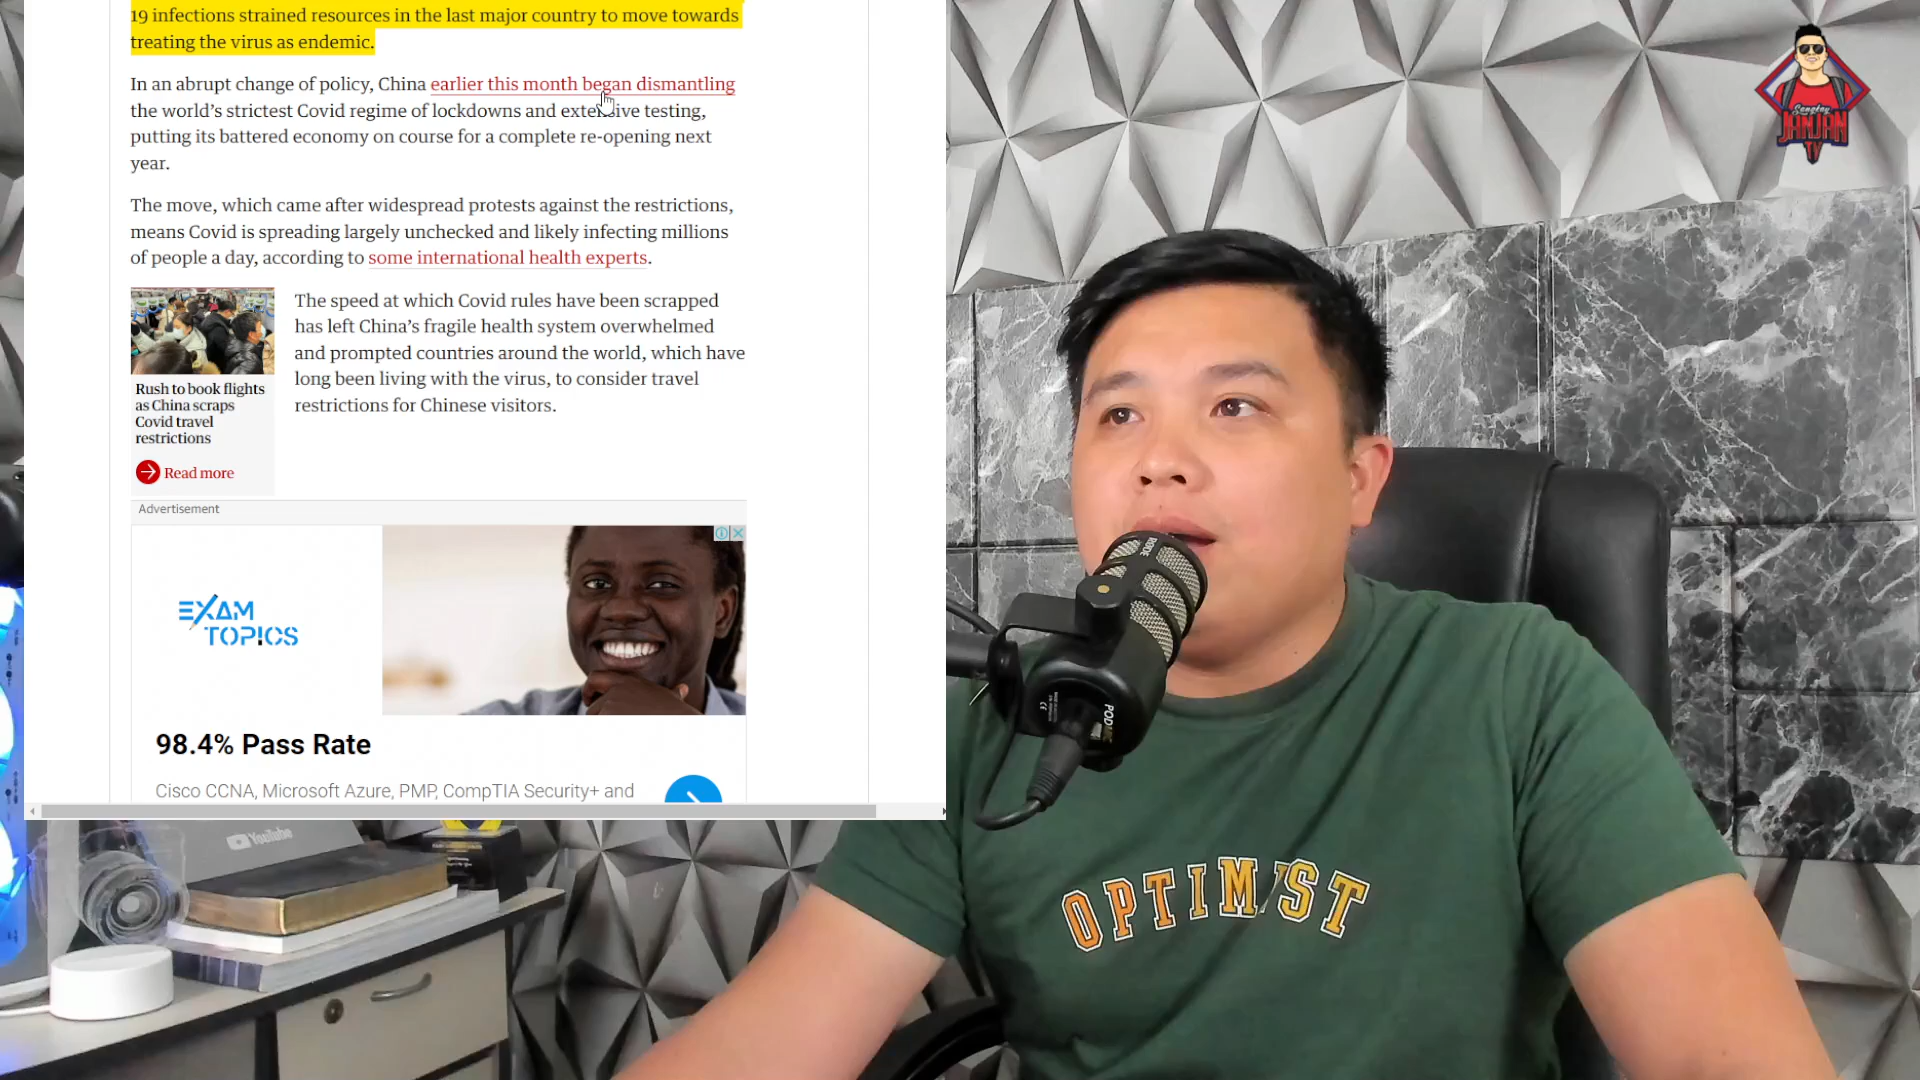 19 infections strained resources in the last major country to move towards
treating the virus as endemic.
In an abrupt change of policy, China earlier this month began dismantling
the world's strictest Covid regime of lockdowns and extensive testing,
putting its battered economy on course for a complete re-opening next
year.
The move, which came after widespread protests against the restrictions,
means Covid is spreading largely unchecked and likely infecting millions
of people a day, according to some international health experts.
The speed at which Covid rules have been scrapped
has left China's fragile health system overwhelmed
and prompted countries around the world, which have
long been living with the virus, to consider travel
restrictions for Chinese visitors.
Rush to book flights
as China scraps
Covid travel
restrictions
Read more
Advertisement
EXAM
TOPICS
98.4% Pass Rate
Cisco CCNA, Microsoft Azure, PMP, CompTIA Security+ and
YouTube
Sangkay
JANJAN
TV
RODE
OPTIMIST